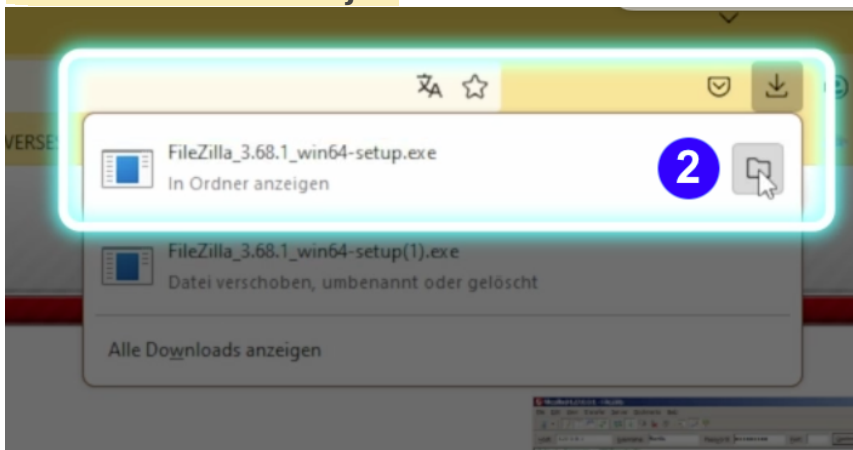 VERSE
FileZilla_3.68.1_win64-setup.exe
In Ordner anzeigen
2
FileZilla_3.68.1_win64-setup(1).exe
Datei verschoben, umbenannt oder gelöscht
Alle Downloads anzeigen